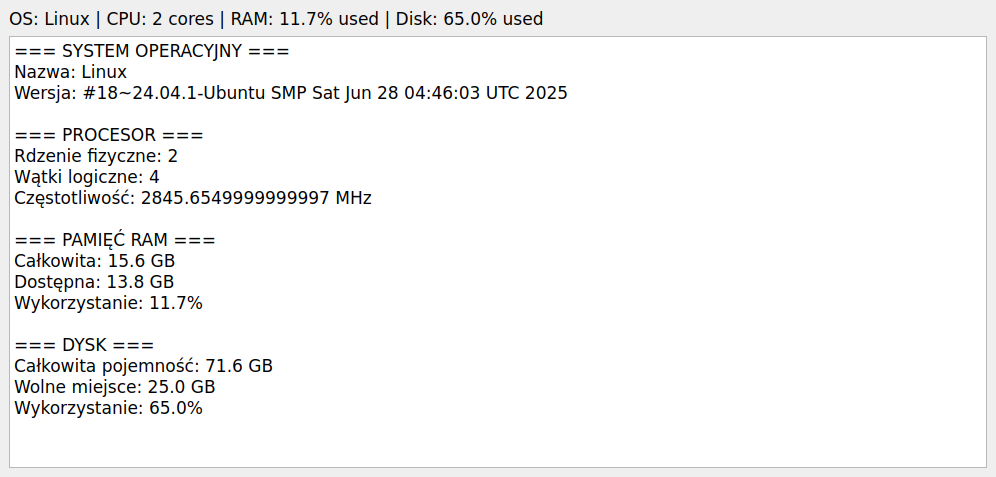 OS: Linux | CPU: 2 cores | RAM: 11.7% used | Disk: 65.0% used
=== SYSTEM OPERACYJNY ===
Nazwa: Linux
Wersja: #18~24.04.1-Ubuntu SMP Sat Jun 28 04:46:03 UTC 2025
=== PROCESOR ===
Rdzenie fizyczne: 2
Wątki logiczne: 4
Częstotliwość: 2845.6549999999997 MHz
=== PAMIĘĆ RAM ===
Całkowita: 15.6 GB
Dostępna: 13.8 GB
Wykorzystanie: 11.7%
=== DYSK ===
Całkowita pojemność: 71.6 GB
Wolne miejsce: 25.0 GB
Wykorzystanie: 65.0%